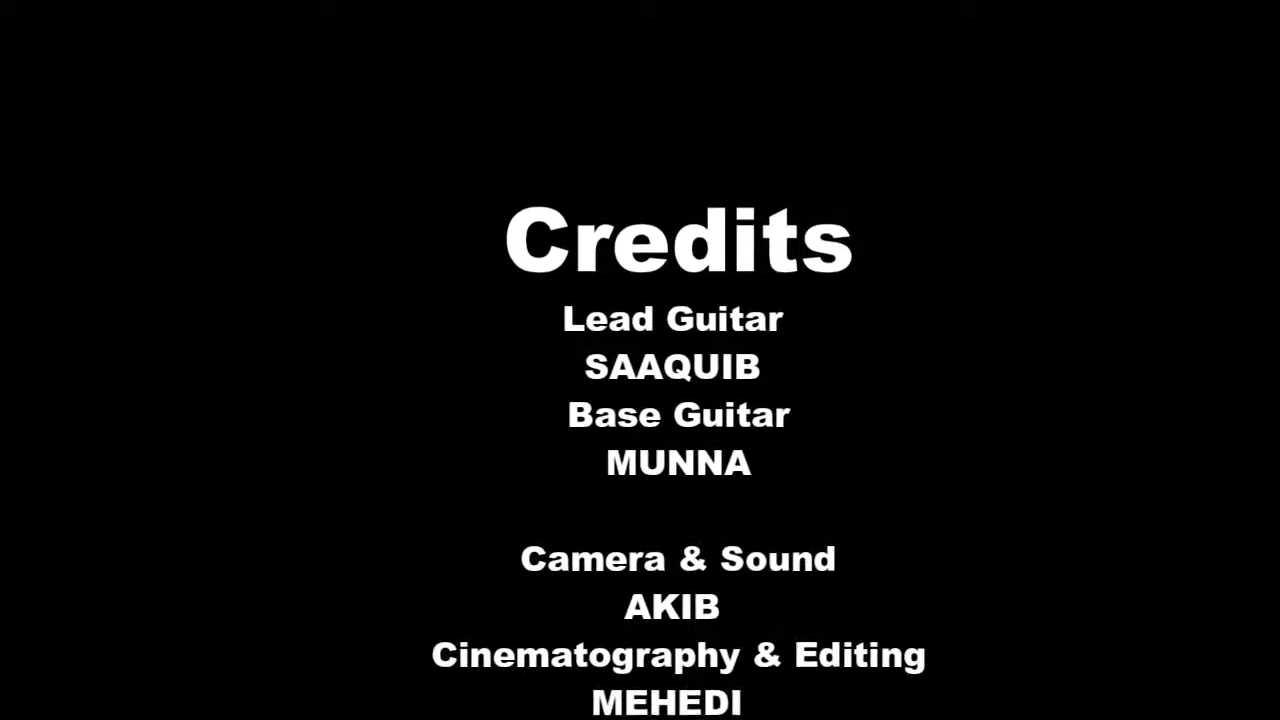 Credits
Lead Guitar
SAAQUIB
Base Guitar
MUNNA
Camera & Sound
AKIB
Cinematography & Editing
MEHEDI